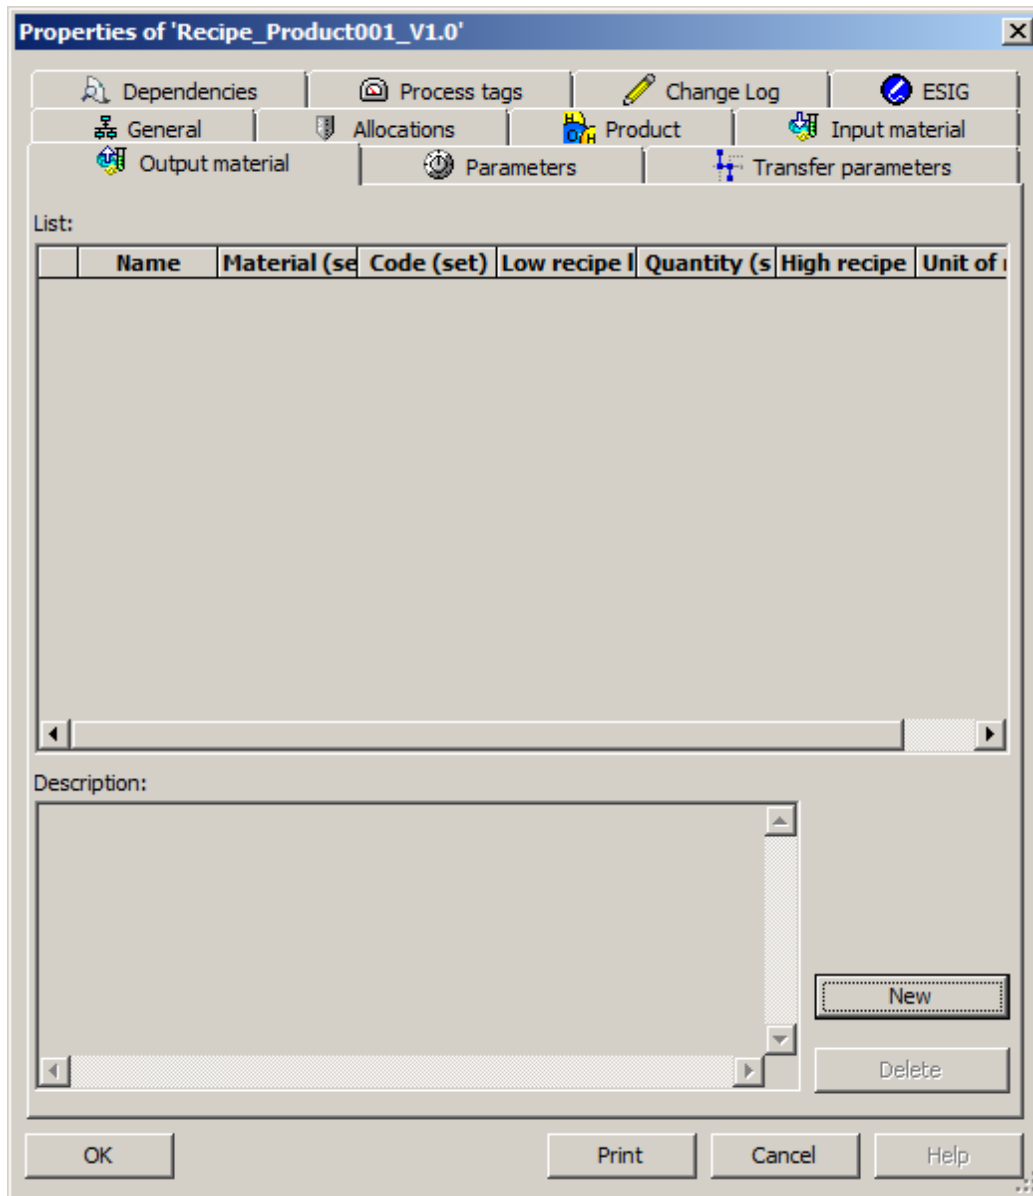 Properties of 'Recipe_Product001_V1.0'
Dependencies Process tags Change Log ESIG
General Allocations Product Input material
Output material Parameters Transfer parameters
List:
Name Material (se Code (set) Low recipe l Quantity (s High recipe Unit of
Description:
New
Delete
OK Print Cancel Help